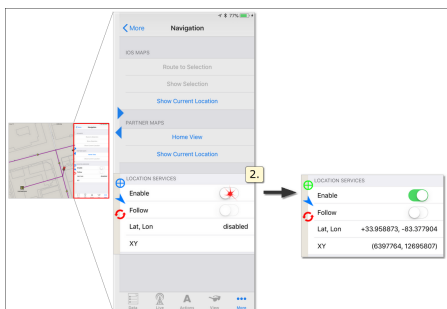 77%
More
Navigation
IOS MAPS
Route to Selection
Show Selection
Show Current Location
PARTNER MAPS
Home View
Show Current Location
LOCATION SERVICES
Enable
Follow
Lat, Lon disabled
XY
2.
LOCATION SERVICES
Enable
Follow
Lat, Lon +33.958873, -83.377904
XY (6397764, 12695807)
More